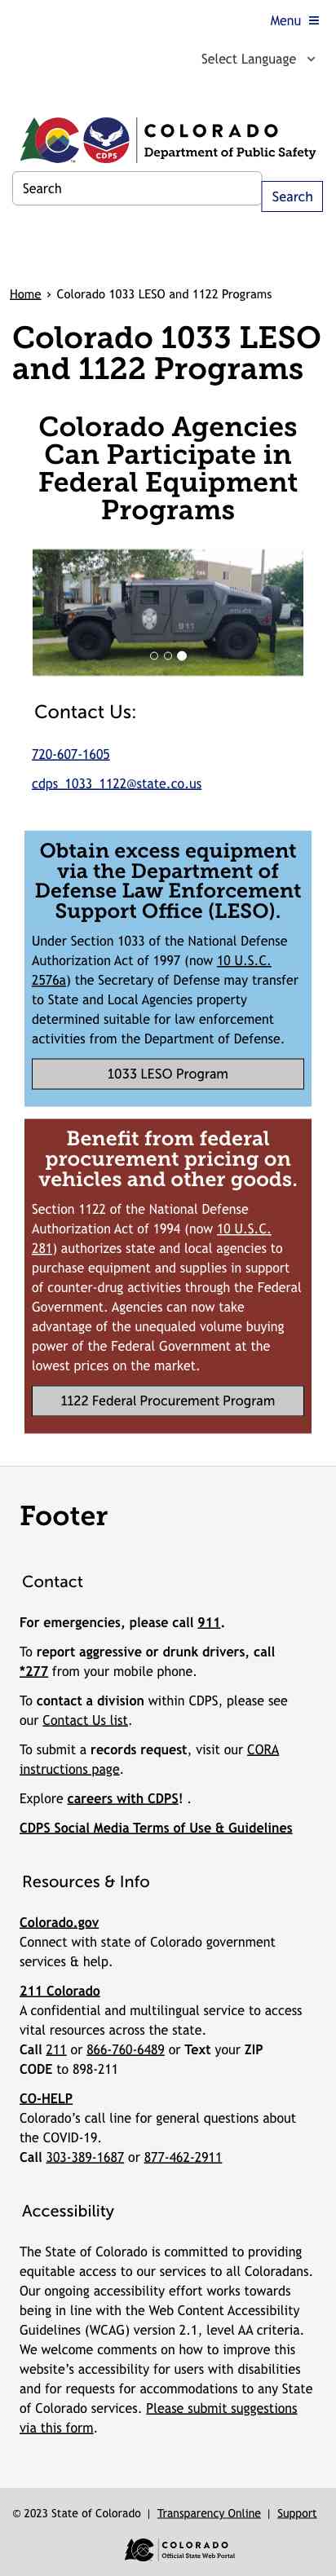 Menu
Select Language
COLORADO
Department of Public Safety
CDPS
Search
Search
Home › Colorado 1033 LESO and 1122 Programs
Colorado 1033 LESO
and 1122 Programs
Colorado Agencies
Can Participate in
Federal Equipment
Programs
911
POLICE
Contact Us:
720-607-1605
cdps_1033_1122@state.co.us
Obtain excess equipment
via the Department of
Defense Law Enforcement
Support Office (LESO).
Under Section 1033 of the National Defense
Authorization Act of 1997 (now 10 U.S.C.
2576a) the Secretary of Defense may transfer
to State and Local Agencies property
determined suitable for law enforcement
activities from the Department of Defense.
1033 LESO Program
Benefit from federal
procurement pricing on
vehicles and other goods.
Section 1122 of the National Defense
Authorization Act of 1994 (now 10 U.S.C.
281) authorizes state and local agencies to
purchase equipment and supplies in support
of counter-drug activities through the Federal
Government. Agencies can now take
advantage of the unequaled volume buying
power of the Federal Government at the
lowest prices on the market.
1122 Federal Procurement Program
Footer
Contact
For emergencies, please call 911.
To report aggressive or drunk drivers, call
*277 from your mobile phone.
To contact a division within CDPS, please see
our Contact Us list.
To submit a records request, visit our CORA
instructions page.
Explore careers with CDPS! .
CDPS Social Media Terms of Use & Guidelines
Resources & Info
Colorado.gov
Connect with state of Colorado government
services & help.
211 Colorado
A confidential and multilingual service to access
vital resources across the state.
Call 211 or 866-760-6489 or Text your ZIP
CODE to 898-211
CO-HELP
Colorado’s call line for general questions about
the COVID-19.
Call 303-389-1687 or 877-462-2911
Accessibility
The State of Colorado is committed to providing
equitable access to our services to all Coloradans.
Our ongoing accessibility effort works towards
being in line with the Web Content Accessibility
Guidelines (WCAG) version 2.1, level AA criteria.
We welcome comments on how to improve this
website’s accessibility for users with disabilities
and for requests for accommodations to any State
of Colorado services. Please submit suggestions
via this form.
© 2023 State of Colorado | Transparency Online | Support
COLORADO
Official State Web Portal